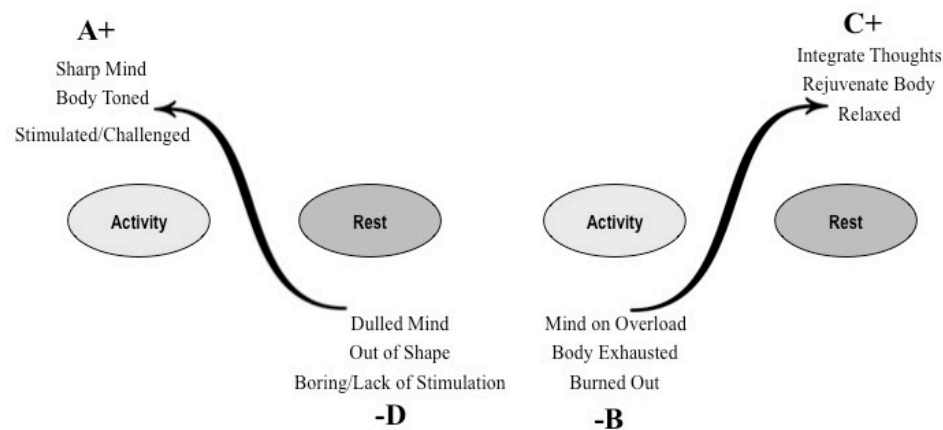 A+
Sharp Mind
Body Toned
Stimulated/Challenged
C+
Integrate Thoughts
Rejuvenate Body
Relaxed
Activity
Rest
Activity
Rest
Dulled Mind
Out of Shape
Boring/Lack of Stimulation
-D
Mind on Overload
Body Exhausted
Burned Out
-B